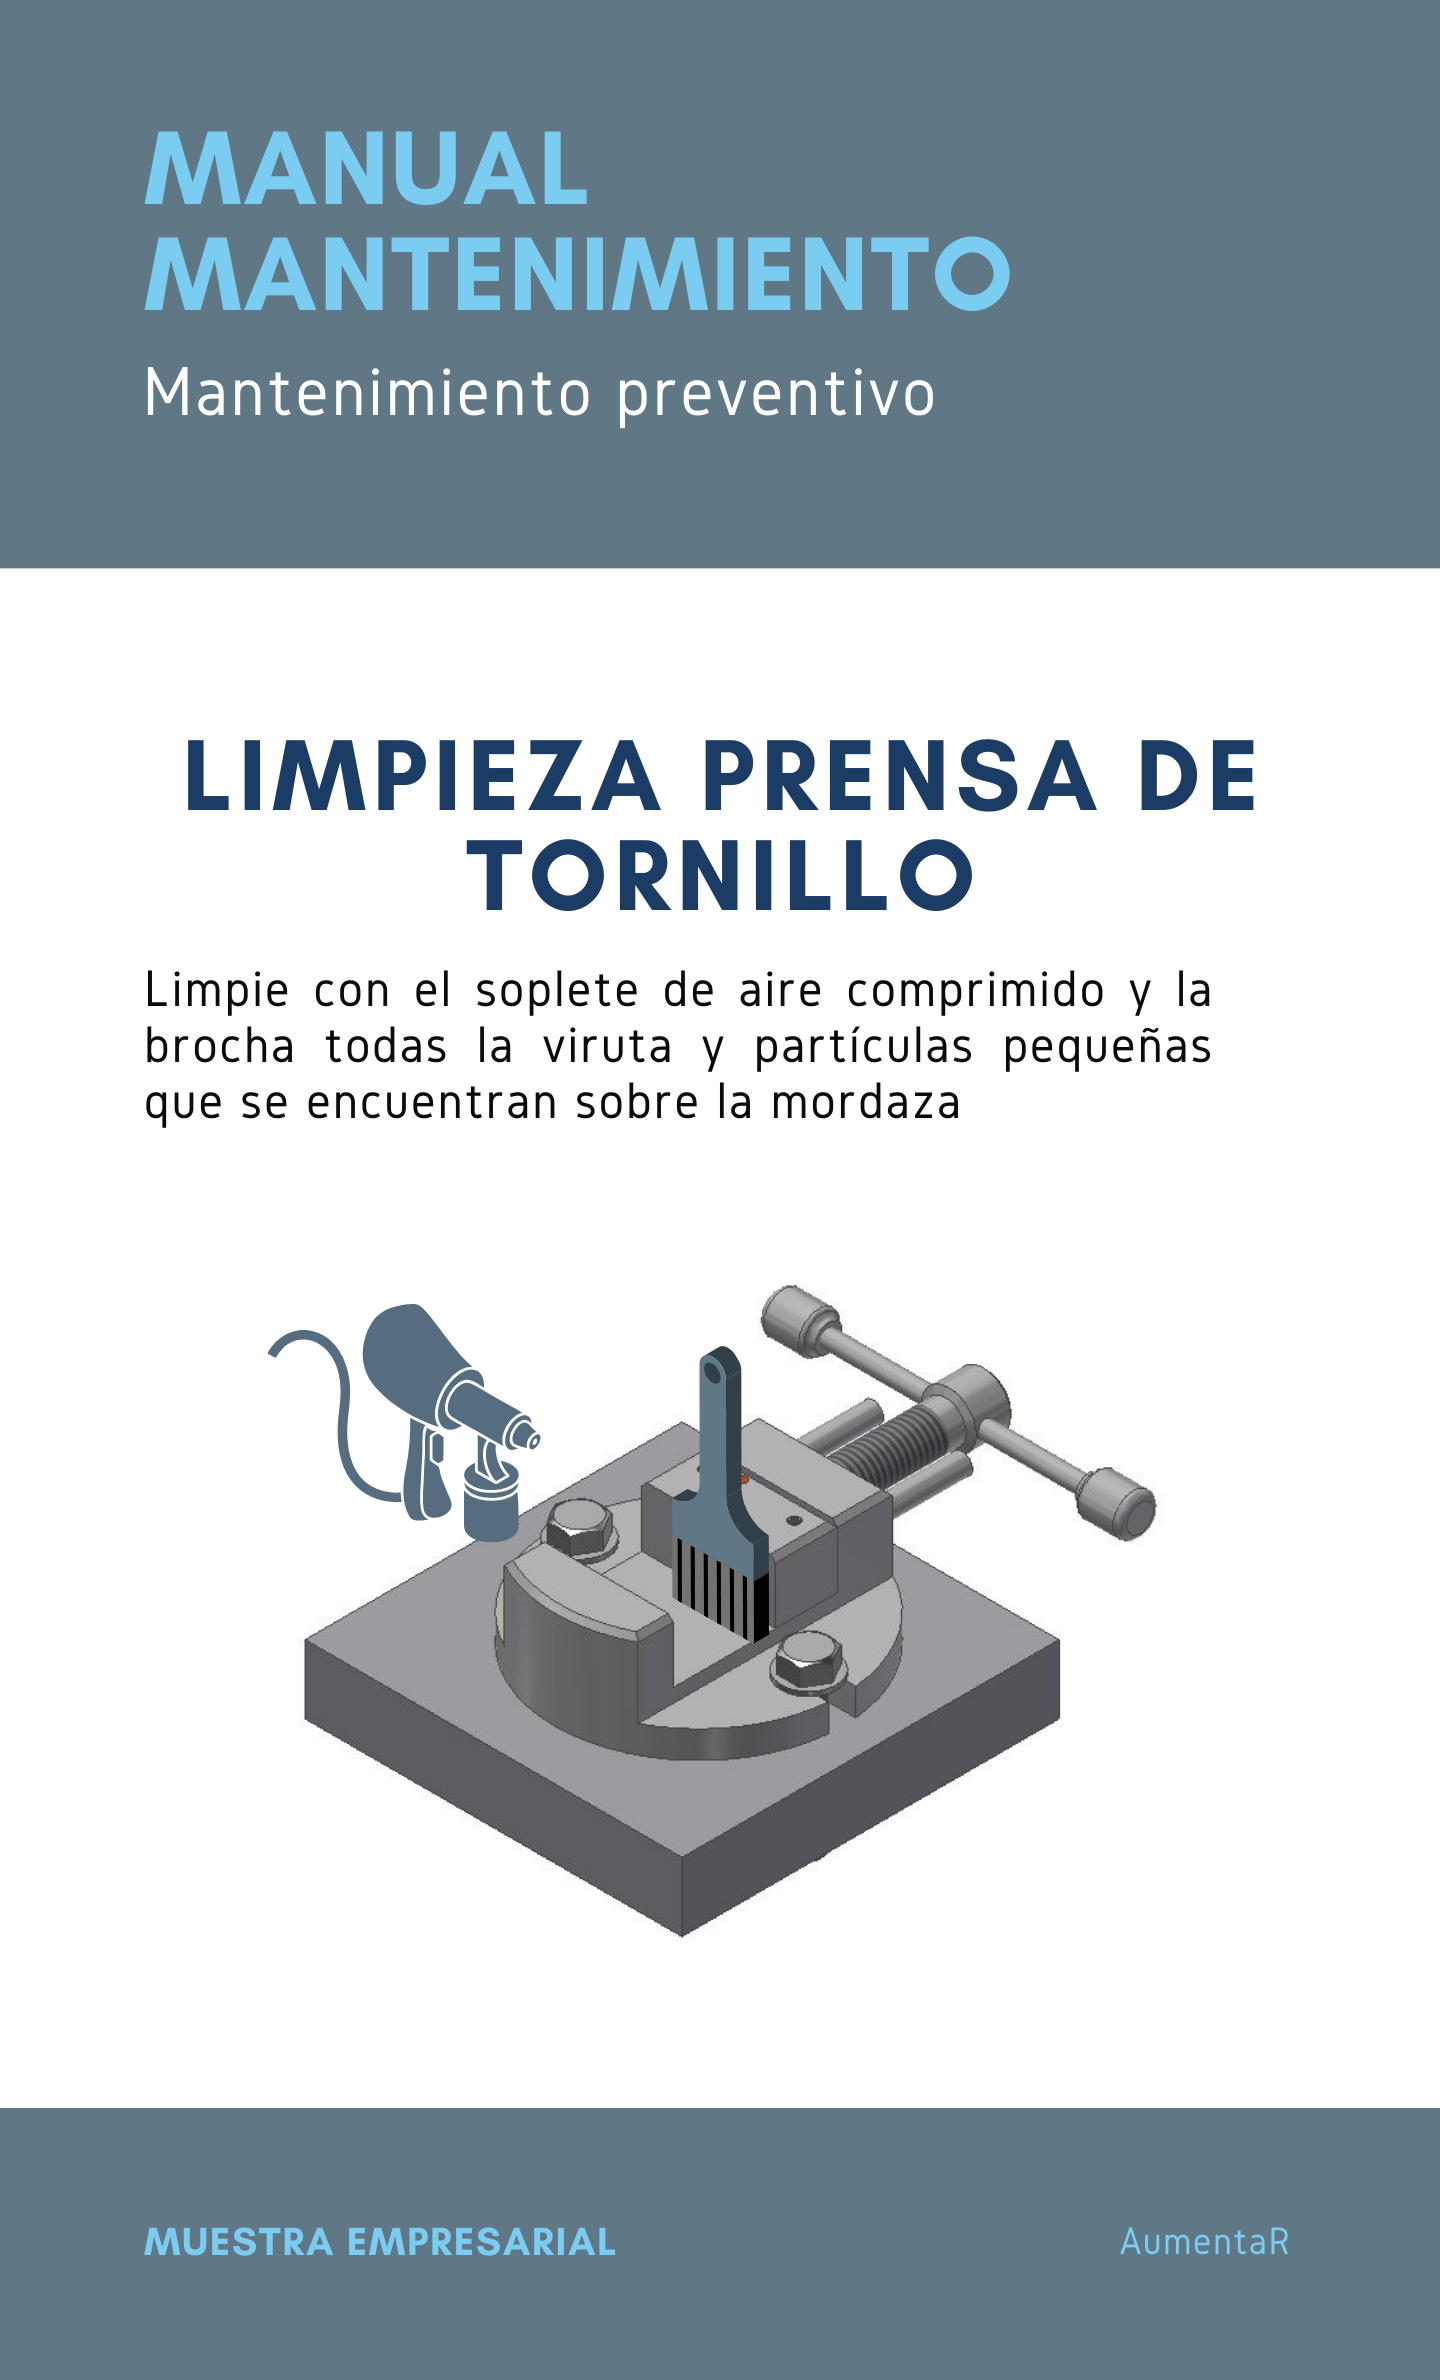 MANUAL
MANTENIMIENTO
Mantenimiento preventivo
LIMPIEZA PRENSA DE
TORNILLO
Limpie con el soplete de aire comprimido y la
brocha todas la viruta y partículas pequeñas
que se encuentran sobre la mordaza
MUESTRA EMPRESARIAL
AumentaR